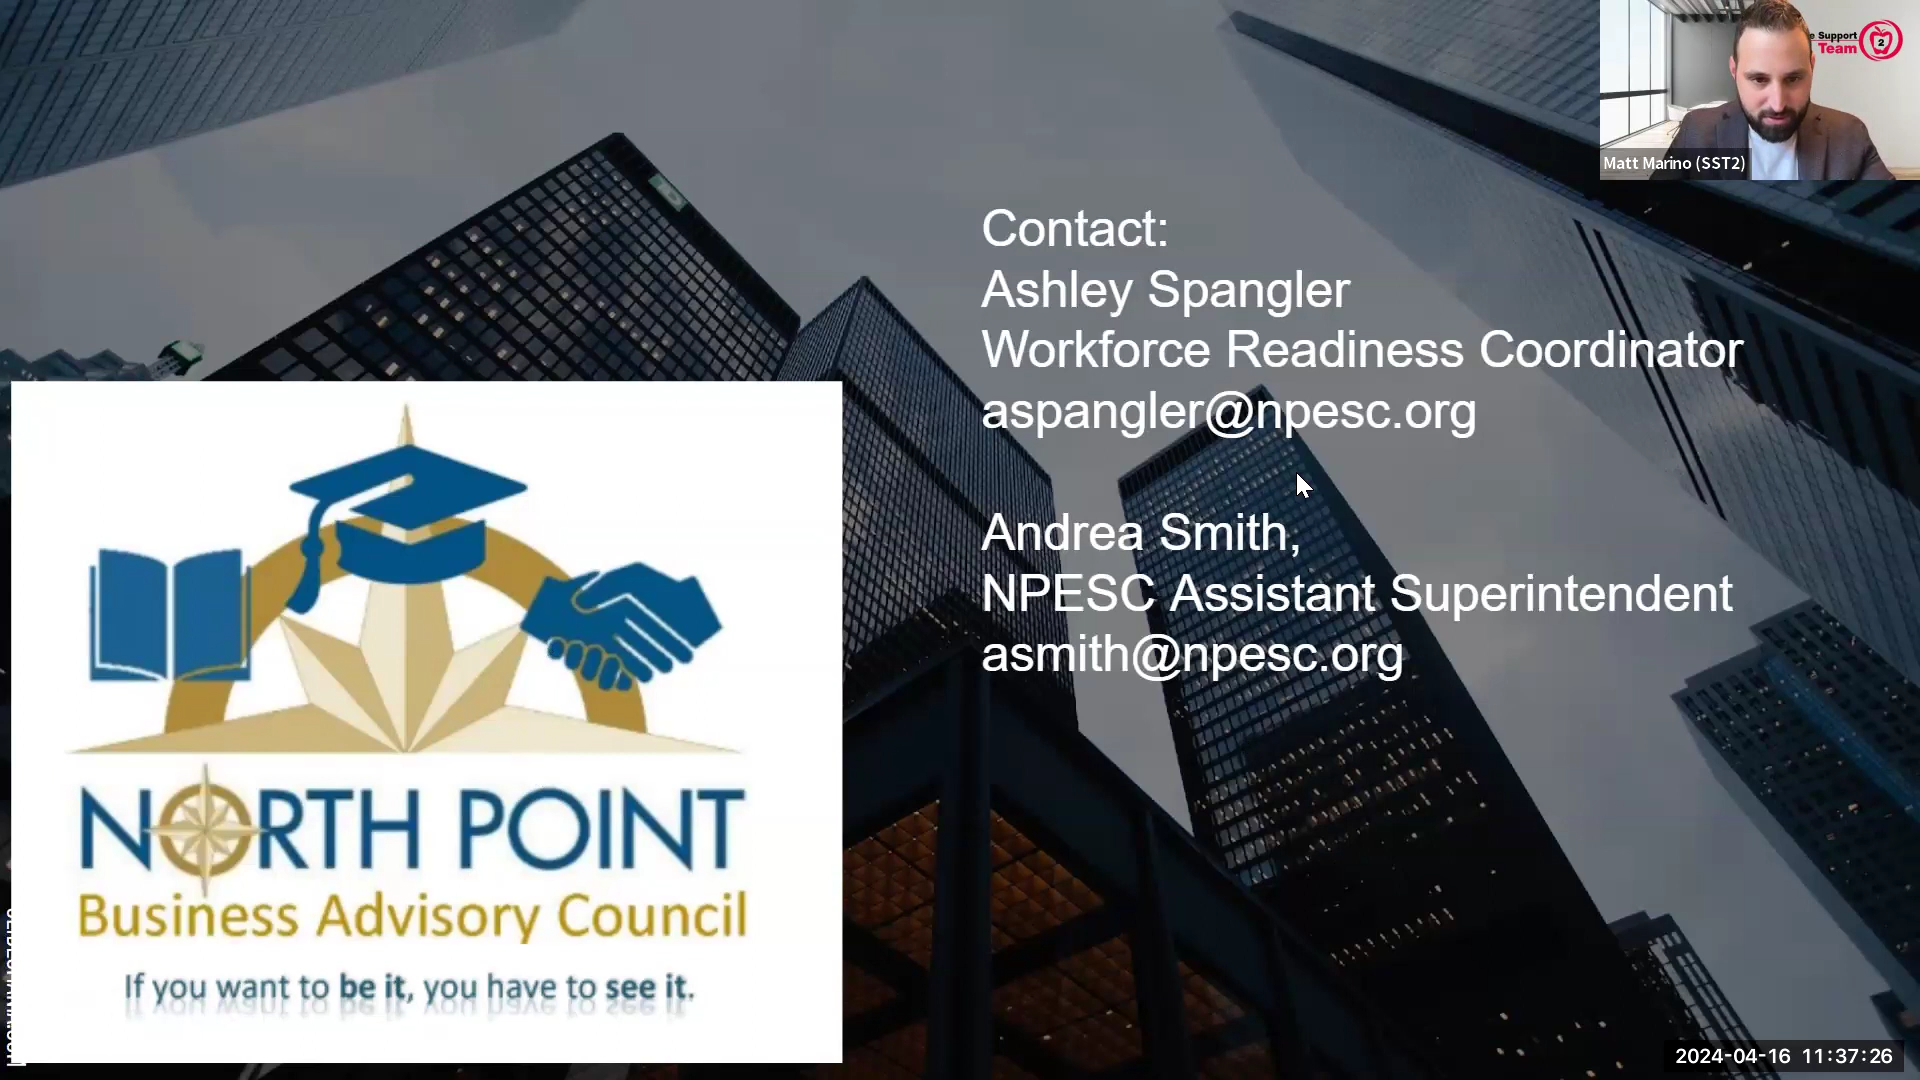 e Support
Team
2
Matt Marino (SST2)
Contact:
Ashley Spangler
Workforce Readiness Coordinator
aspangler@npesc.org
Andrea Smith,
NPESC Assistant Superintendent
asmith@npesc.org
NORTH POINT
Business Advisory Council
If you want to be it, you have to see it.
2024-04-16 11:37:26